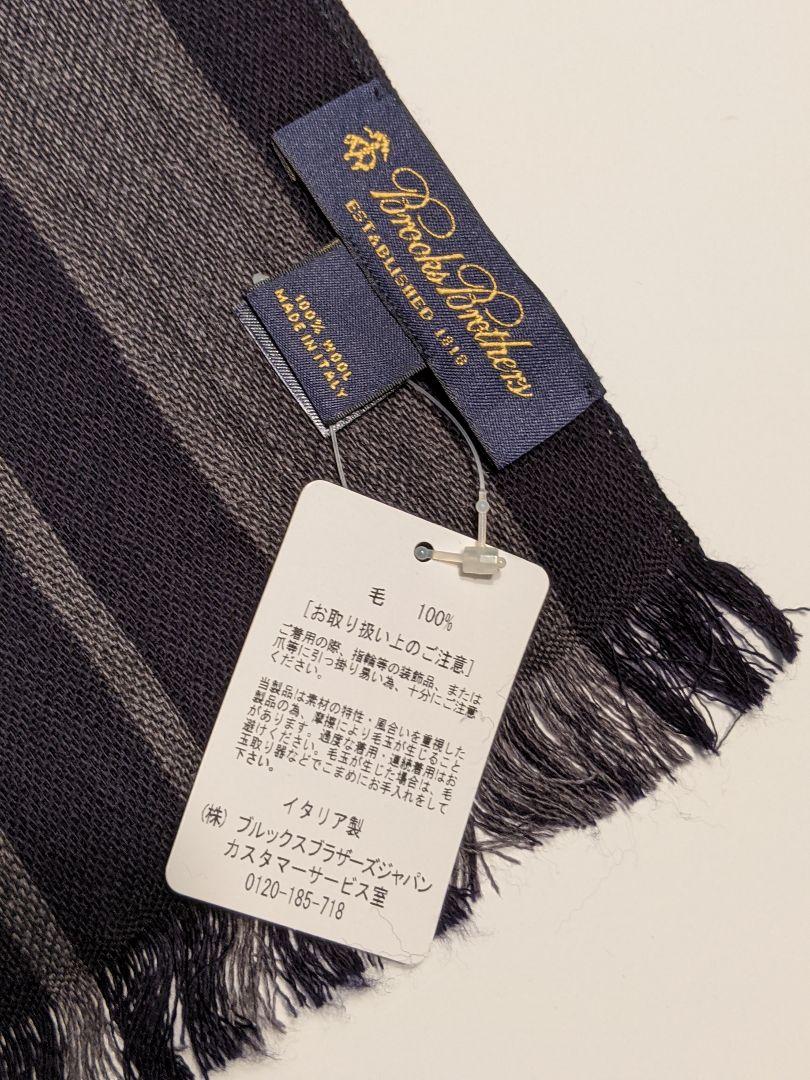 Brooks Brothers
ESTABLISHED 1818
100% WOOL
MADE IN ITALY
毛 100%
[お取り扱い上のご注意]
ご着用の際、指輪等の装飾品、または
爪等に引っ掛り易い為、十分にご注意
ください。
当製品は素材の特性・風合いを重視した
製品の為、摩擦により毛玉が生じること
があります。過度な着用・連続着用はお
避けください。毛玉が生じた場合は、毛
玉取り器などでこまめにお手入れをして
下さい。
イタリア製
(株) ブルックスブラザーズジャパン
カスタマーサービス室
0120-185-718